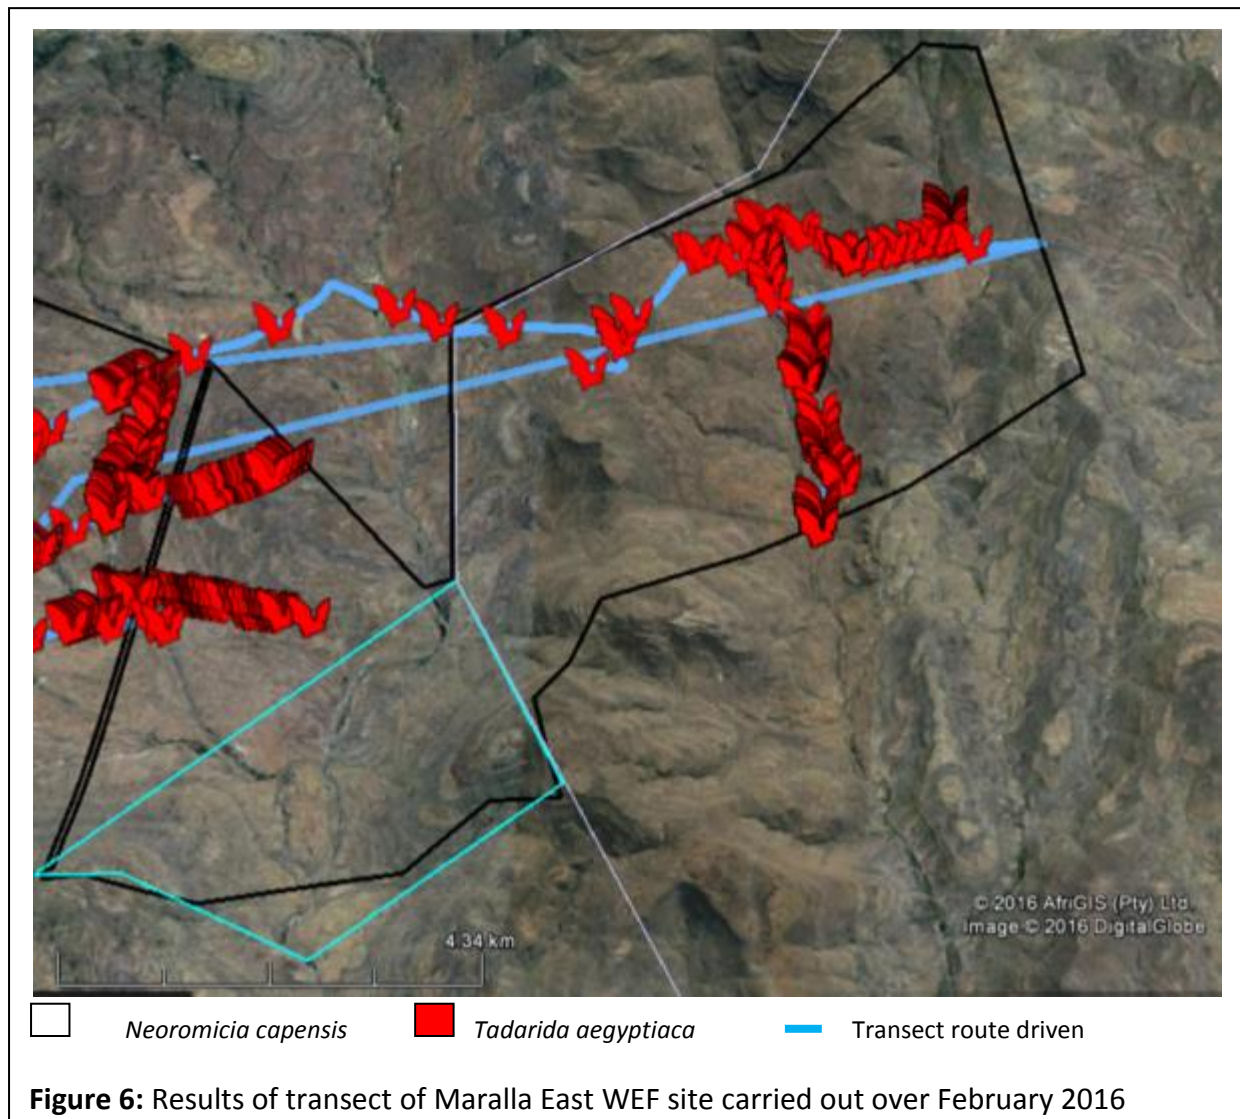 © 2016 AfriGIS (Pty) Ltd.
Image © 2016 DigitalGlobe
4.34 km
Neoromicia capensis Tadarida aegyptiaca Transect route driven
Figure 6: Results of transect of Maralla East WEF site carried out over February 2016